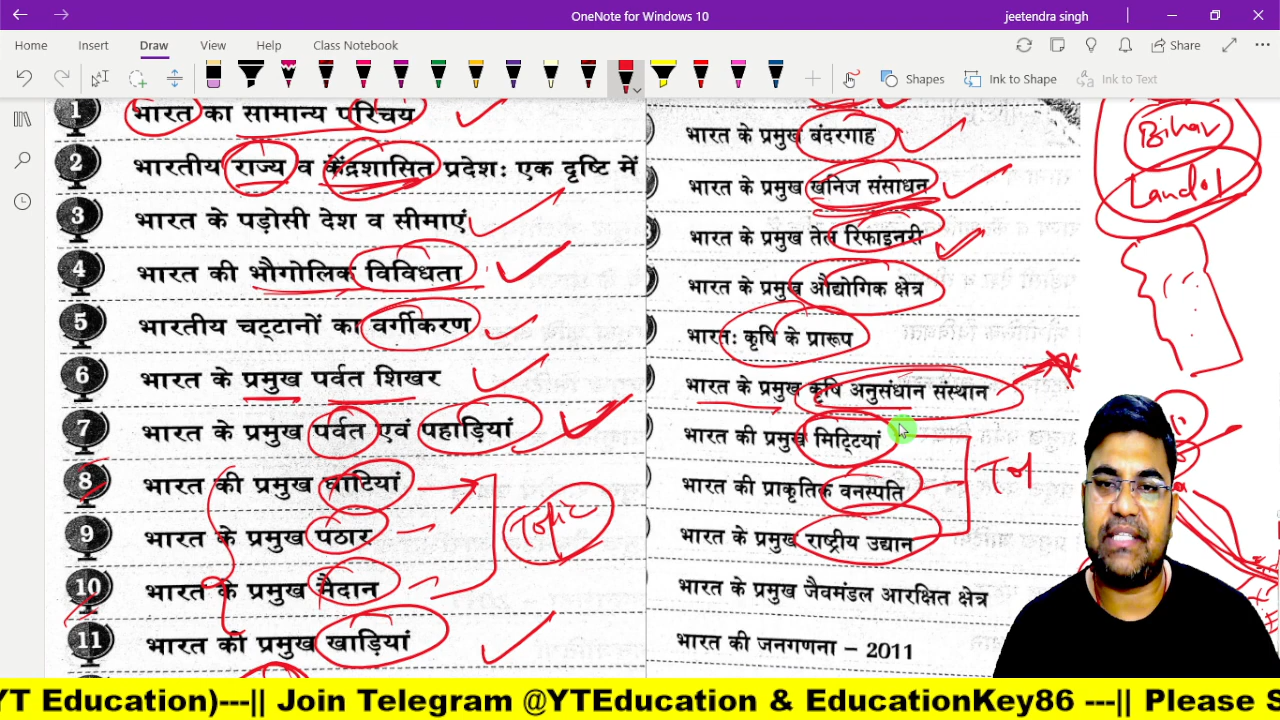 OneNote for Windows 10
jeetendra singh
Home Insert Draw View Help Class Notebook
Share
Shapes
Ink to Shape
Ink to Text
1 भारत का सामान्य परिचय
2 भारतीय राज्य व केंद्रशासित प्रदेश: एक दृष्टि में
3 भारत के पड़ोसी देश व सीमाएं
4 भारत की भौगोलिक विविधता
5 भारतीय चट्टानों का वर्गीकरण
6 भारत के प्रमुख पर्वत शिखर
7 भारत के प्रमुख पर्वत एवं पहाड़ियां
8 भारत की प्रमुख घाटियां
9 भारत के प्रमुख पठार
10 भारत के प्रमुख मैदान
11 भारत की प्रमुख खाड़ियां
Topic
भारत के प्रमुख बंदरगाह
भारत के प्रमुख खनिज संसाधन
भारत के प्रमुख तेल रिफाइनरी
भारत के प्रमुख औद्योगिक क्षेत्र
भारत: कृषि के प्रारूप
भारत के प्रमुख कृषि अनुसंधान संस्थान
भारत की प्रमुख मिट्टियां
भारत की प्राकृतिक वनस्पति
भारत के प्रमुख राष्ट्रीय उद्यान
भारत के प्रमुख जैवमंडल आरक्षित क्षेत्र
भारत की जनगणना – 2011
Bihar
YT Education)---|| Join Telegram @YTEducation & EducationKey86 ---|| Please S